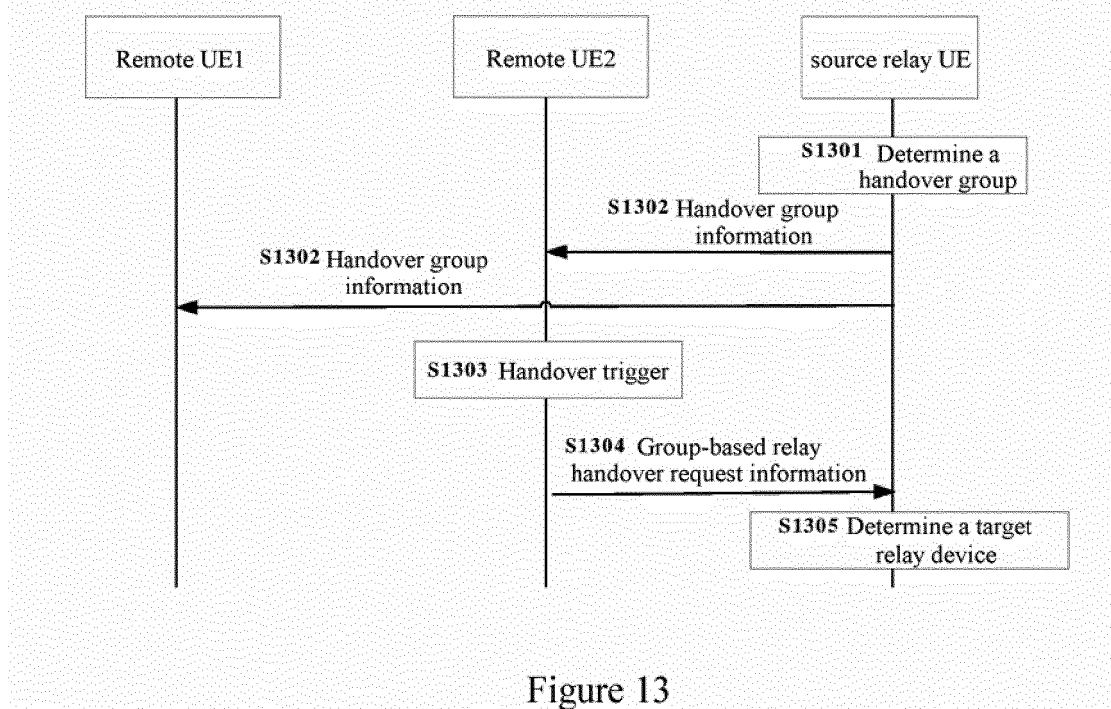 Remote UE1
Remote UE2
source relay UE
S1301 Determine a
handover group
S1302 Handover group
information
S1302 Handover group
information
S1303 Handover trigger
S1304 Group-based relay
handover request information
S1305 Determine a target
relay device
Figure 13